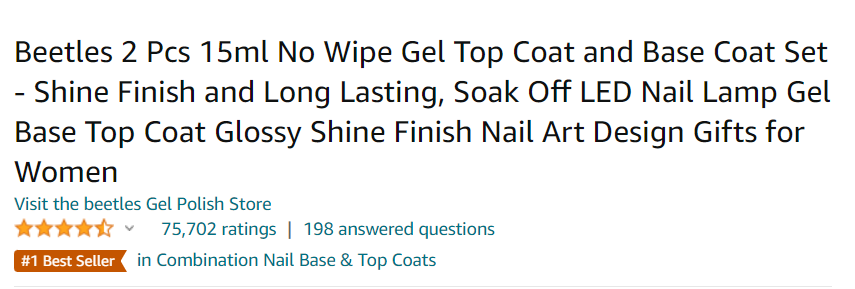 Beetles 2 Pcs 15ml No Wipe Gel Top Coat and Base Coat Set
- Shine Finish and Long Lasting, Soak Off LED Nail Lamp Gel
Base Top Coat Glossy Shine Finish Nail Art Design Gifts for
Women
Visit the beetles Gel Polish Store
75,702 ratings | 198 answered questions
#1 Best Seller in Combination Nail Base & Top Coats